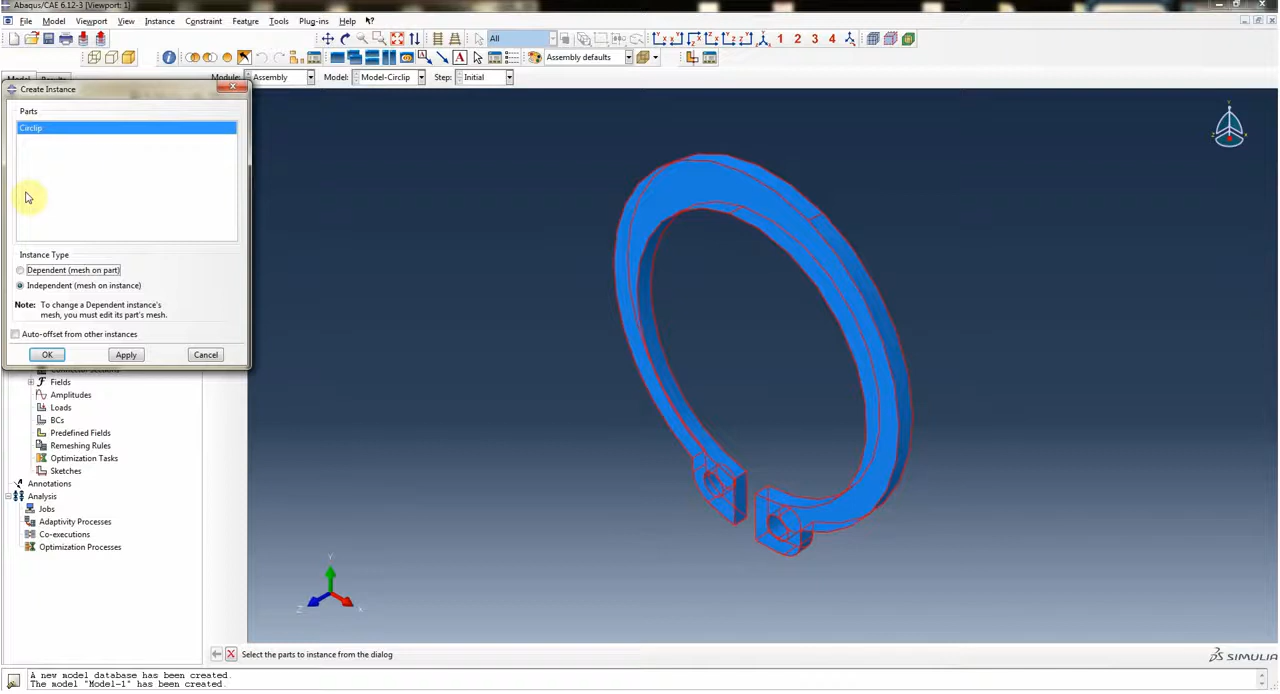 Abaqus/CAE 6.12-3 [Viewport: 1]
File Model Viewport View Instance Constraint Feature Tools Plug-ins Help
All 1 2 3 4
A Assembly defaults
Module: Assembly Model: Model-Circlip Step: Initial
Create Instance
Parts
Circlip
Instance Type
Dependent (mesh on part)
Independent (mesh on instance)
Note: To change a Dependent instance's
mesh, you must edit its part's mesh.
Auto-offset from other instances
OK Apply Cancel
Fields
Amplitudes
Loads
BCs
Predefined Fields
Remeshing Rules
Optimization Tasks
Sketches
Annotations
Analysis
Jobs
Adaptivity Processes
Co-executions
Optimization Processes
Y
Z X
Select the parts to instance from the dialog
SIMULIA
A new model database has been created.
The model "Model-1" has been created.